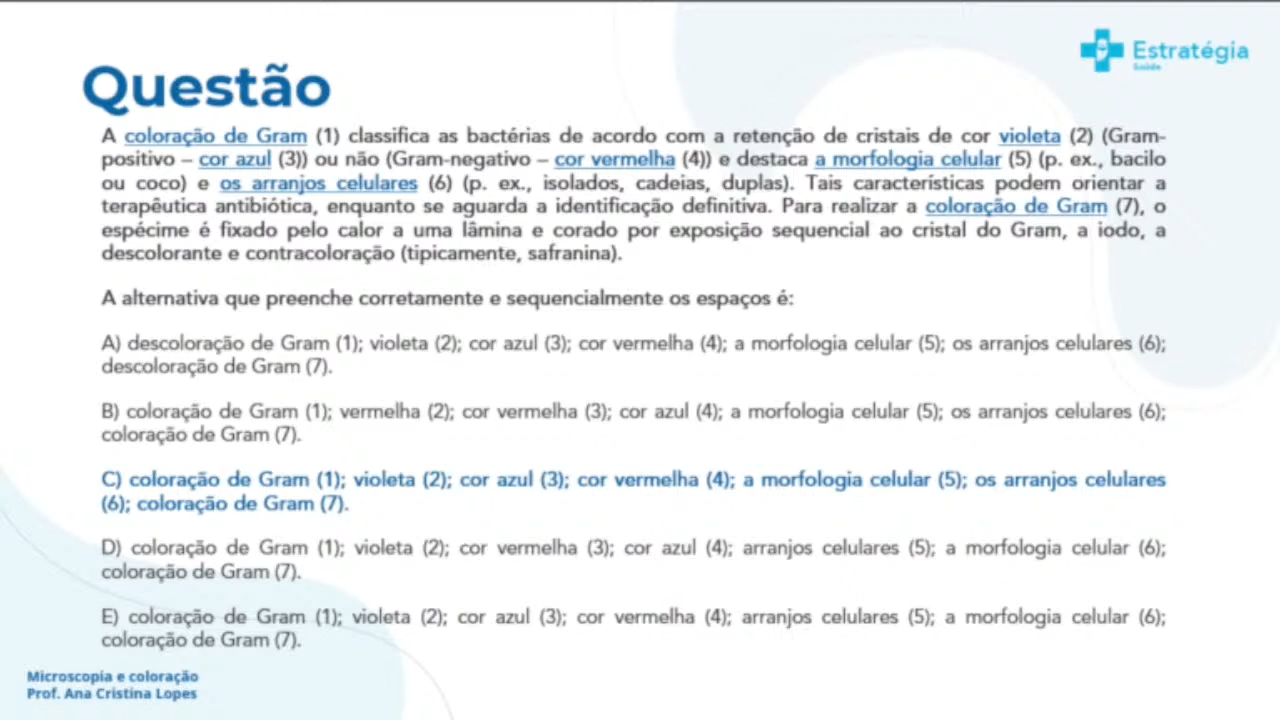 Estratégia
Saúde
Questão
A coloração de Gram (1) classifica as bactérias de acordo com a retenção de cristais de cor violeta (2) (Gram-
positivo – cor azul (3)) ou não (Gram-negativo – cor vermelha (4)) e destaca a morfologia celular (5) (p. ex., bacilo
ou coco) e os arranjos celulares (6) (p. ex., isolados, cadeias, duplas). Tais características podem orientar a
terapêutica antibiótica, enquanto se aguarda a identificação definitiva. Para realizar a coloração de Gram (7), o
espécime é fixado pelo calor a uma lâmina e corado por exposição sequencial ao cristal do Gram, a iodo, a
descolorante e contracoloração (tipicamente, safranina).
A alternativa que preenche corretamente e sequencialmente os espaços é:
A) descoloração de Gram (1); violeta (2); cor azul (3); cor vermelha (4); a morfologia celular (5); os arranjos celulares (6);
descoloração de Gram (7).
B) coloração de Gram (1); vermelha (2); cor vermelha (3); cor azul (4); a morfologia celular (5); os arranjos celulares (6);
coloração de Gram (7).
C) coloração de Gram (1); violeta (2); cor azul (3); cor vermelha (4); a morfologia celular (5); os arranjos celulares
(6); coloração de Gram (7).
D) coloração de Gram (1); violeta (2); cor vermelha (3); cor azul (4); arranjos celulares (5); a morfologia celular (6);
coloração de Gram (7).
E) coloração de Gram (1); violeta (2); cor azul (3); cor vermelha (4); arranjos celulares (5); a morfologia celular (6);
coloração de Gram (7).
Microscopia e coloração
Prof. Ana Cristina Lopes